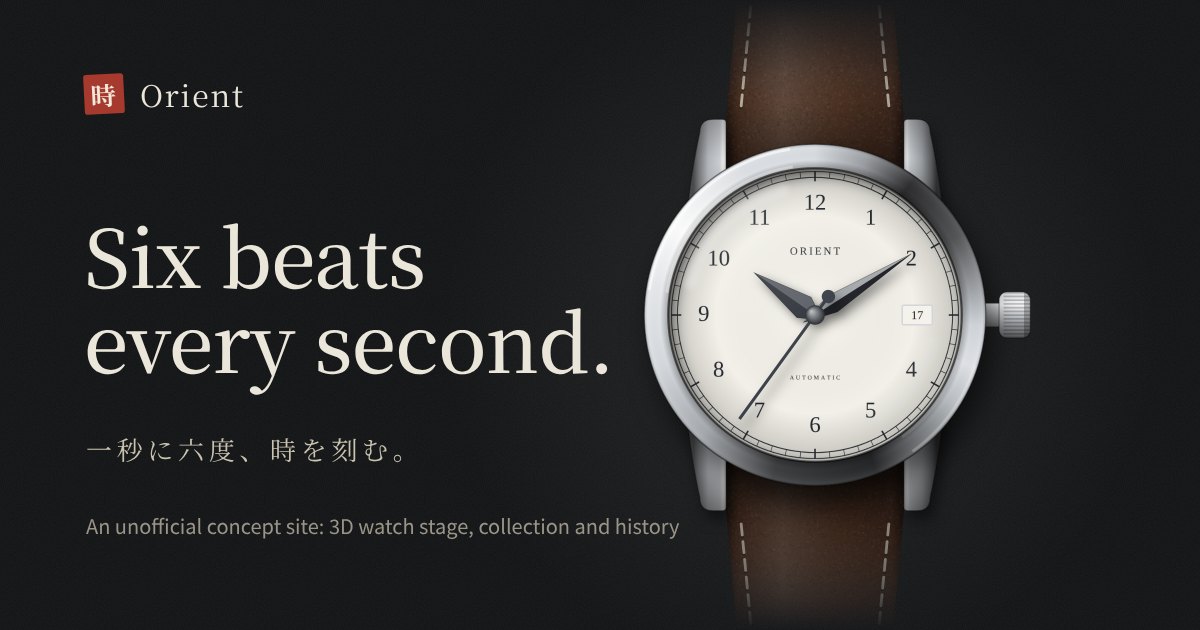 時 Orient
Six beats
every second.
一秒に六度、時を刻む。
An unofficial concept site: 3D watch stage, collection and history
12
11 1
ORIENT
10 2
9 17
8 4
AUTOMATIC
7 5
6